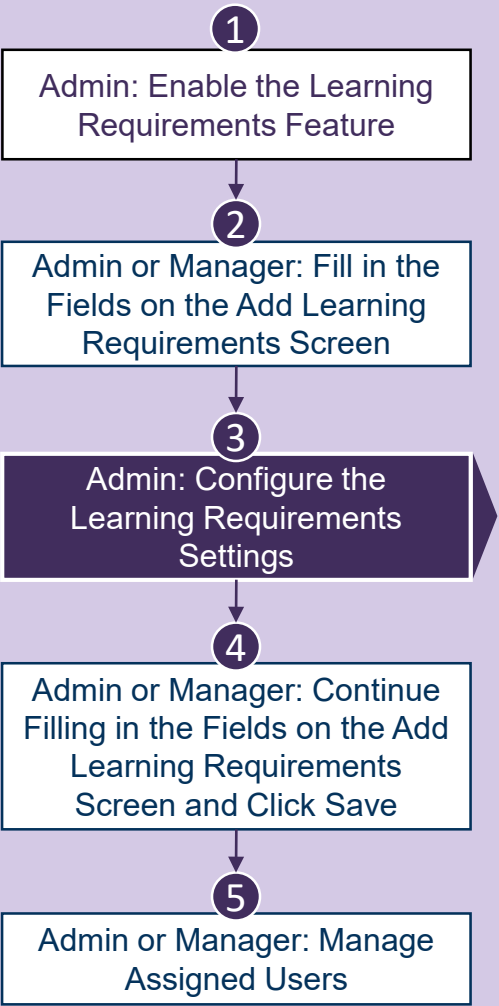 1
Admin: Enable the Learning
Requirements Feature
2
Admin or Manager: Fill in the
Fields on the Add Learning
Requirements Screen
3
Admin: Configure the
Learning Requirements
Settings
4
Admin or Manager: Continue
Filling in the Fields on the Add
Learning Requirements
Screen and Click Save
5
Admin or Manager: Manage
Assigned Users